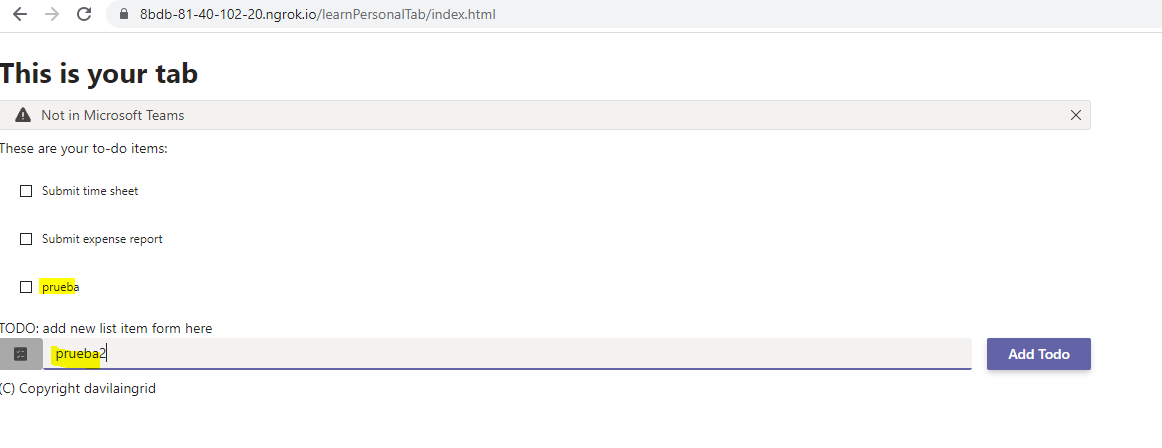 8bdb-81-40-102-20.ngrok.io/learnPersonalTab/index.html
This is your tab
Not in Microsoft Teams
These are your to-do items:
Submit time sheet
Submit expense report
prueba
TODO: add new list item form here
prueba2 Add Todo
(C) Copyright davilaingrid